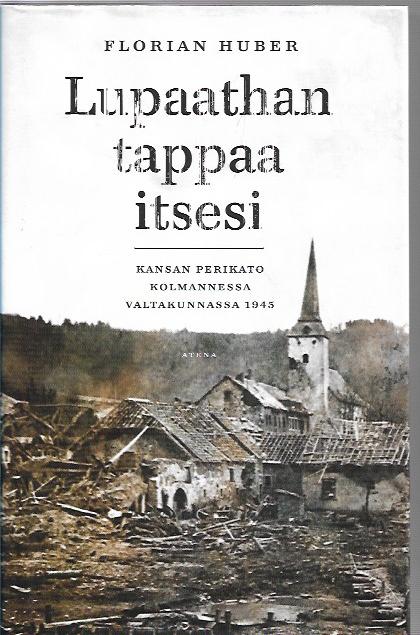 FLORIAN HUBER
Lupaathan
tappaa
itsesi
KANSAN PERIKATO
KOLMANNESSA
VALTAKUNNASSA 1945
ATENA